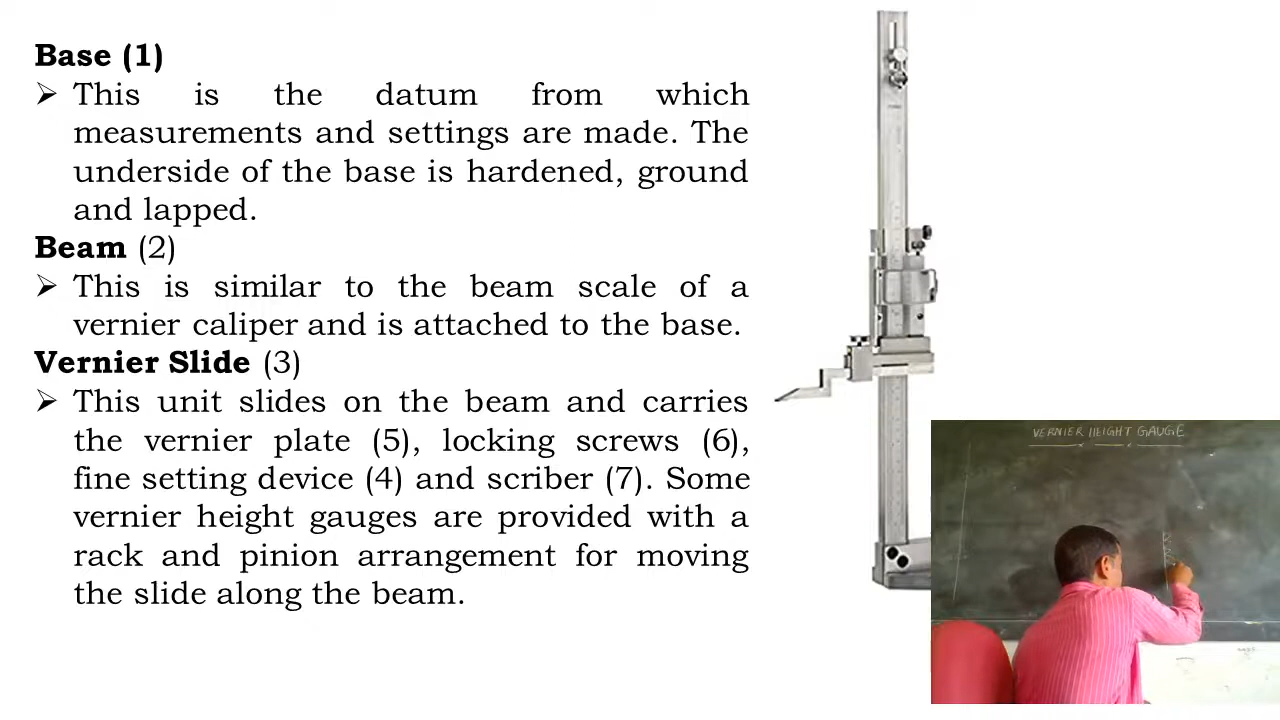 Base (1)
➢ This is the datum from which
measurements and settings are made. The
underside of the base is hardened, ground
and lapped.
Beam (2)
➢ This is similar to the beam scale of a
vernier caliper and is attached to the base.
Vernier Slide (3)
➢ This unit slides on the beam and carries
the vernier plate (5), locking screws (6),
fine setting device (4) and scriber (7). Some
vernier height gauges are provided with a
rack and pinion arrangement for moving
the slide along the beam.
VERNIER HEIGHT GAUGE